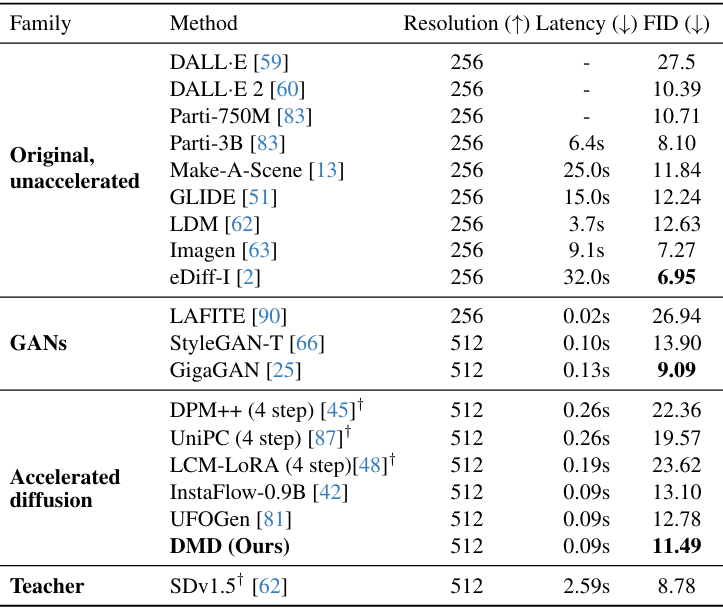 Family Method Resolution (↑) Latency (↓) FID (↓)
DALL·E [59] 256 - 27.5
DALL·E 2 [60] 256 - 10.39
Parti-750M [83] 256 - 10.71
Parti-3B [83] 256 6.4s 8.10
Original, unaccelerated Make-A-Scene [13] 256 25.0s 11.84
GLIDE [51] 256 15.0s 12.24
LDM [62] 256 3.7s 12.63
Imagen [63] 256 9.1s 7.27
eDiff-I [2] 256 32.0s 6.95
LAFITE [90] 256 0.02s 26.94
GANs StyleGAN-T [66] 512 0.10s 13.90
GigaGAN [25] 512 0.13s 9.09
DPM++ (4 step) [45]† 512 0.26s 22.36
UniPC (4 step) [87]† 512 0.26s 19.57
Accelerated diffusion LCM-LoRA (4 step)[48]† 512 0.19s 23.62
InstaFlow-0.9B [42] 512 0.09s 13.10
UFOGen [81] 512 0.09s 12.78
DMD (Ours) 512 0.09s 11.49
Teacher SDv1.5† [62] 512 2.59s 8.78